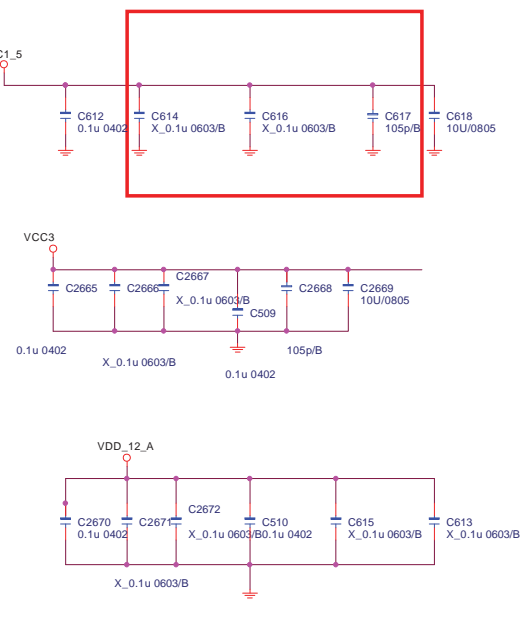 C1_5
C612
0.1u 0402
C614
X_0.1u 0603/B
C616
X_0.1u 0603/B
C617
105p/B
C618
10U/0805
VCC3
C2665
C2666
C2667
X_0.1u 0603/B
C509
C2668
C2669
10U/0805
0.1u 0402
X_0.1u 0603/B
0.1u 0402
105p/B
VDD_12_A
C2670
0.1u 0402
C2671
C2672
X_0.1u 0603/B
C510
0.1u 0402
C615
X_0.1u 0603/B
C613
X_0.1u 0603/B
X_0.1u 0603/B